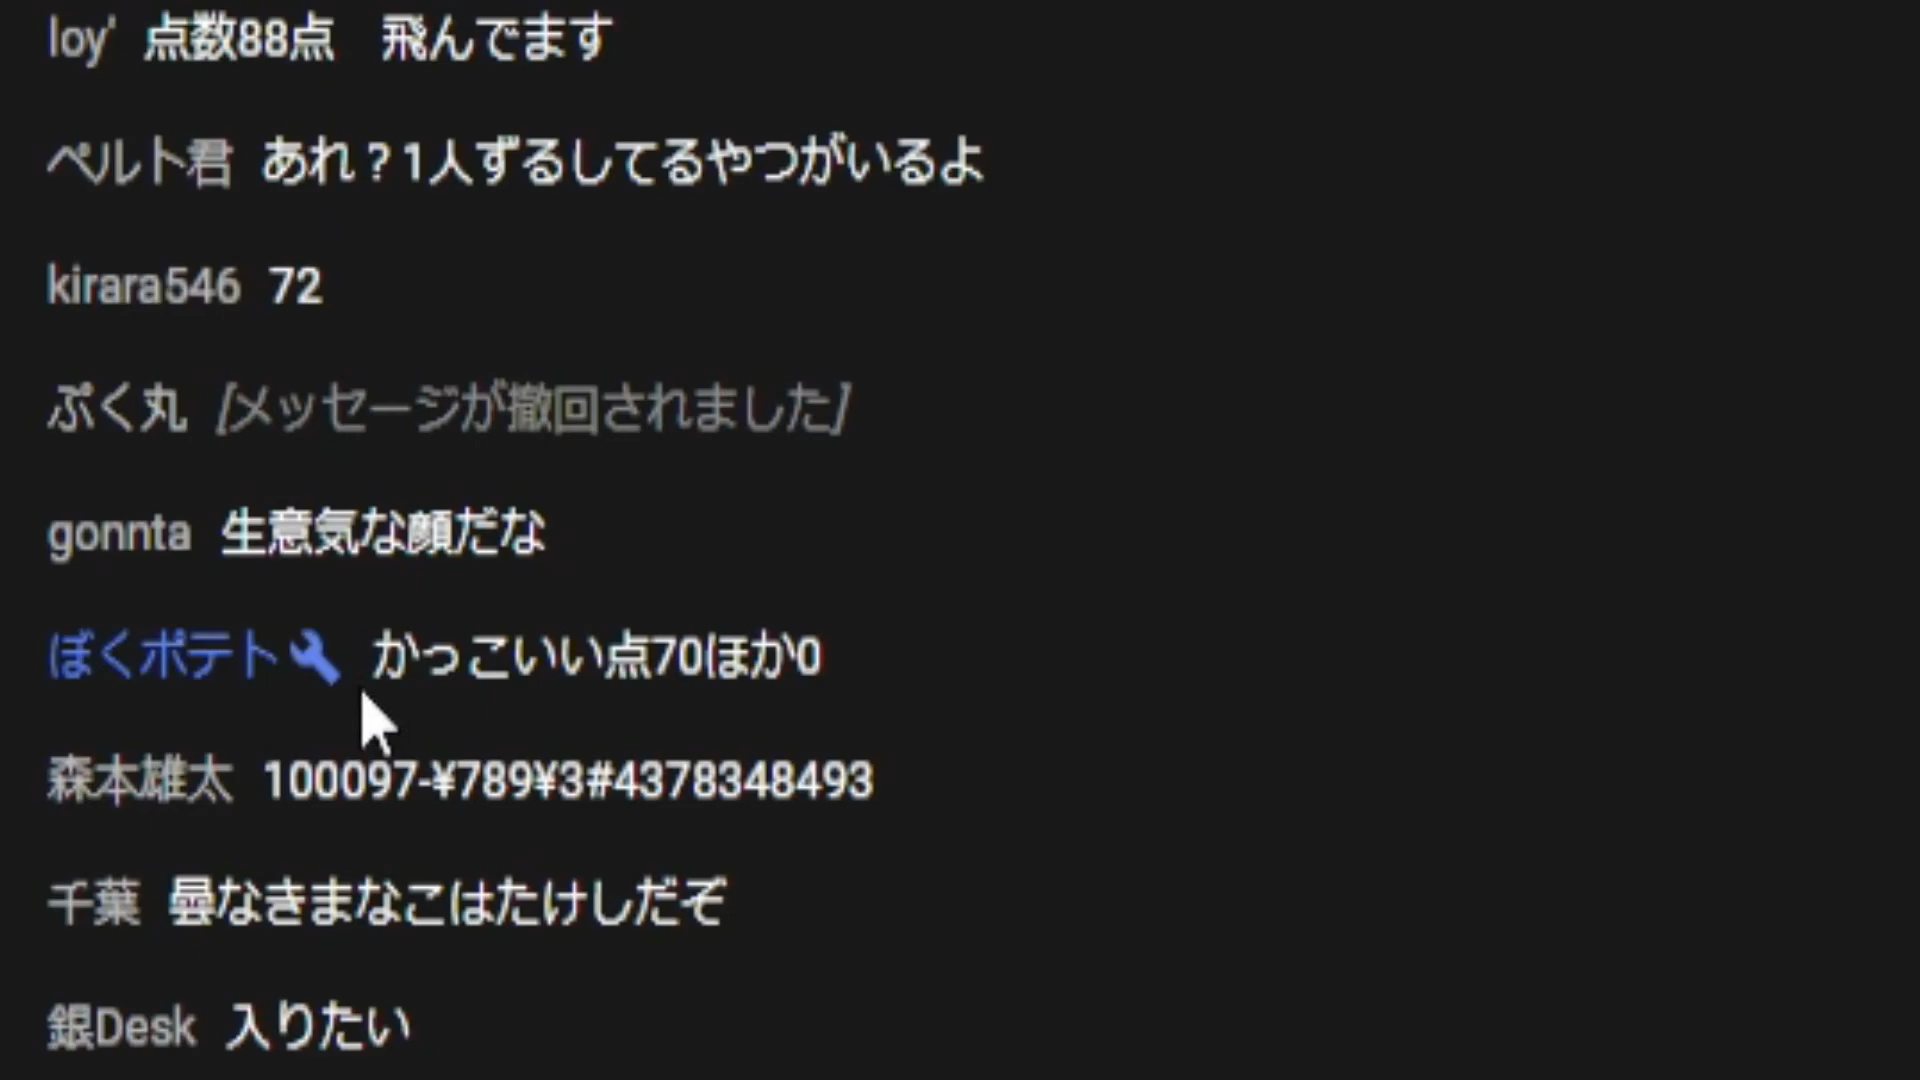 loy' 点数88点　飛んでます
ペルト君 あれ？1人ずるしてるやつがいるよ
kirara546 72
ぷく丸 [メッセージが撤回されました]
gonnta 生意気な顔だな
ぼくポテト かっこいい点70ほか0
森本雄太 100097-¥789¥3#4378348493
千葉 曇なきまなこはたけしだぞ
銀Desk 入りたい